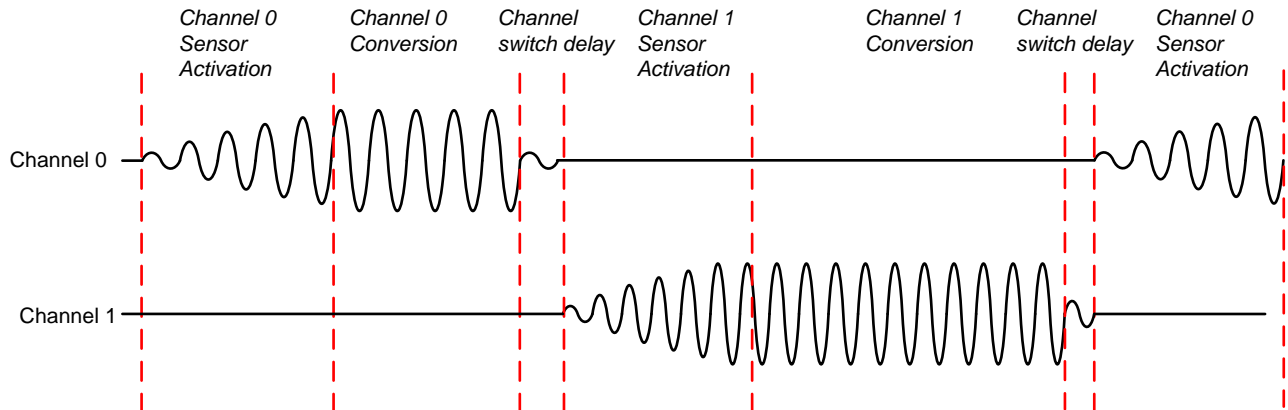 Channel 0
Sensor
Activation
Channel 0
Conversion
Channel
switch delay
Channel 1
Sensor
Activation
Channel 1
Conversion
Channel
switch delay
Channel 0
Sensor
Activation
Channel 0
Channel 1